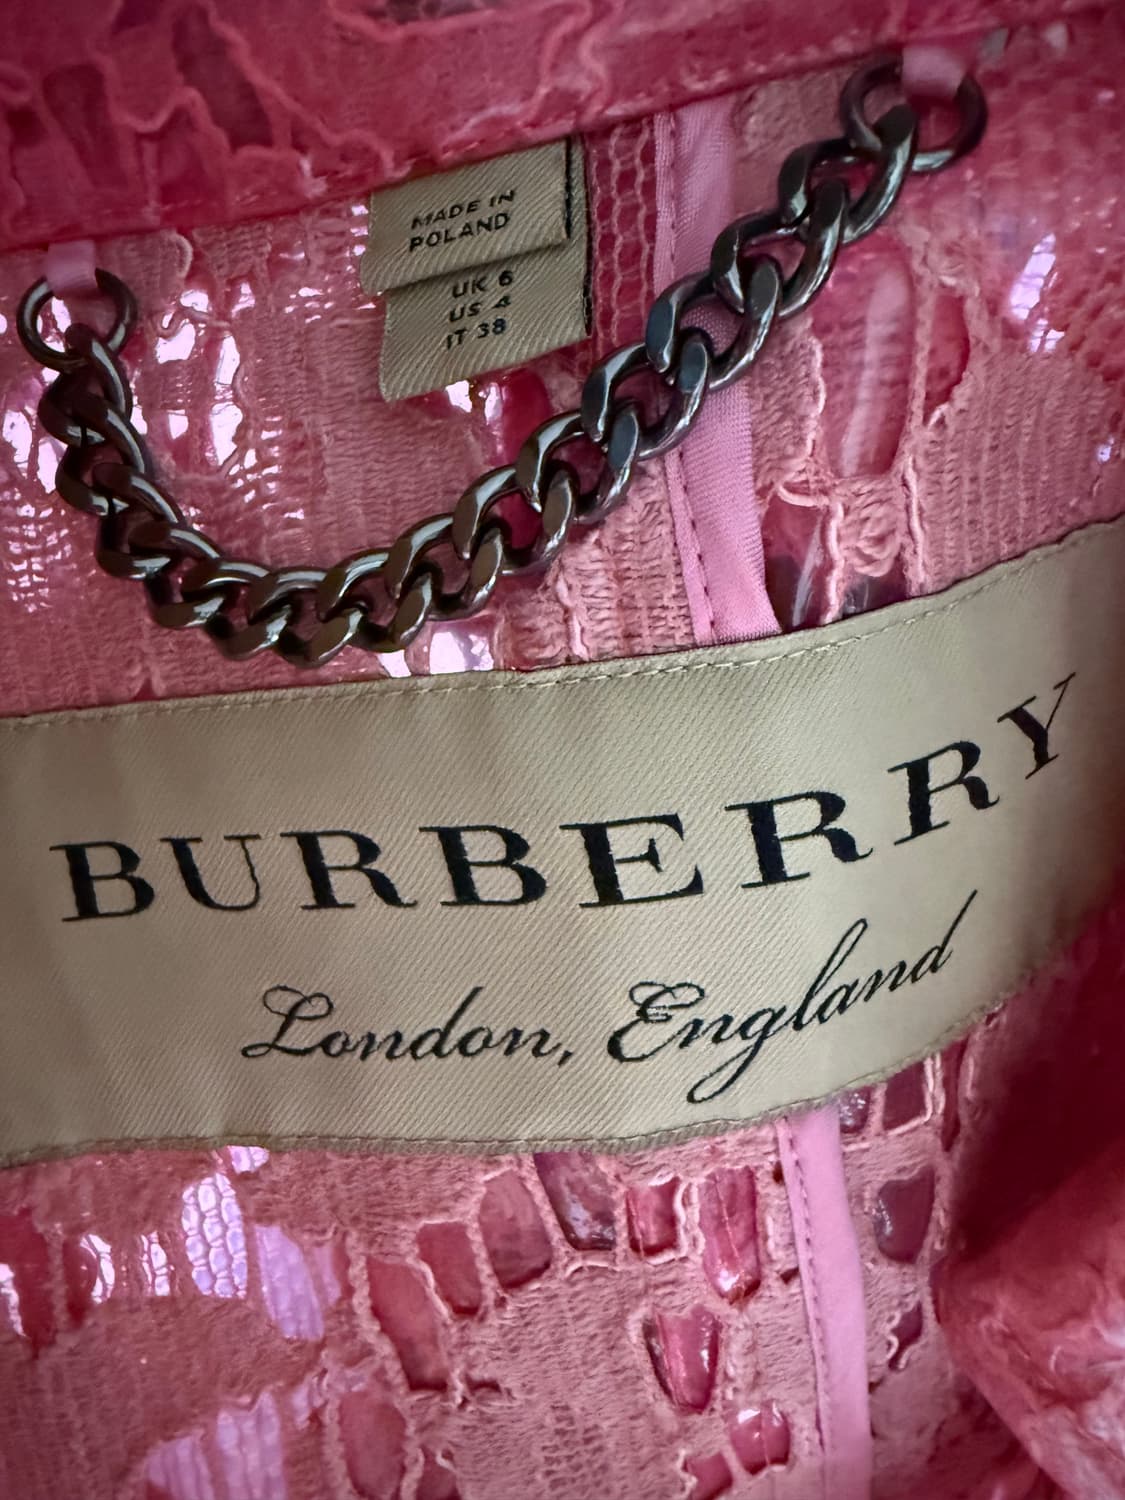 MADE IN
POLAND
UK 6
US 4
IT 38
BURBERRY
London, England